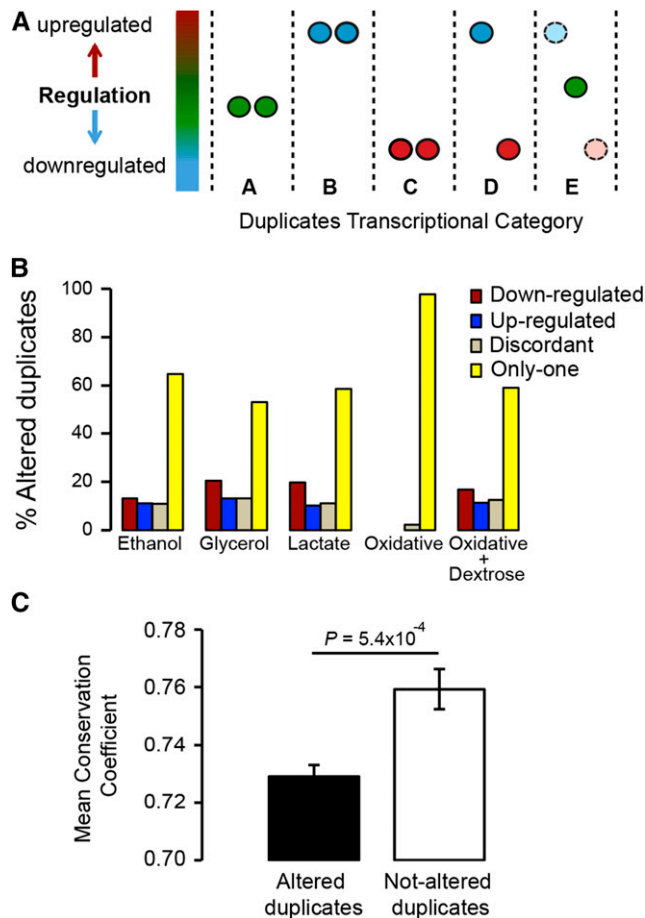 A
upregulated
Regulation
downregulated
A B C D E
Duplicates Transcriptional Category
B
% Altered duplicates
100
80
60
40
20
0
Down-regulated
Up-regulated
Discordant
Only-one
Ethanol Glycerol Lactate Oxidative Oxidative
+
Dextrose
C
Mean Conservation
Coefficient
0.78
0.76
0.74
0.72
0.70
P = 5.4x10⁻⁴
Altered
duplicates
Not-altered
duplicates